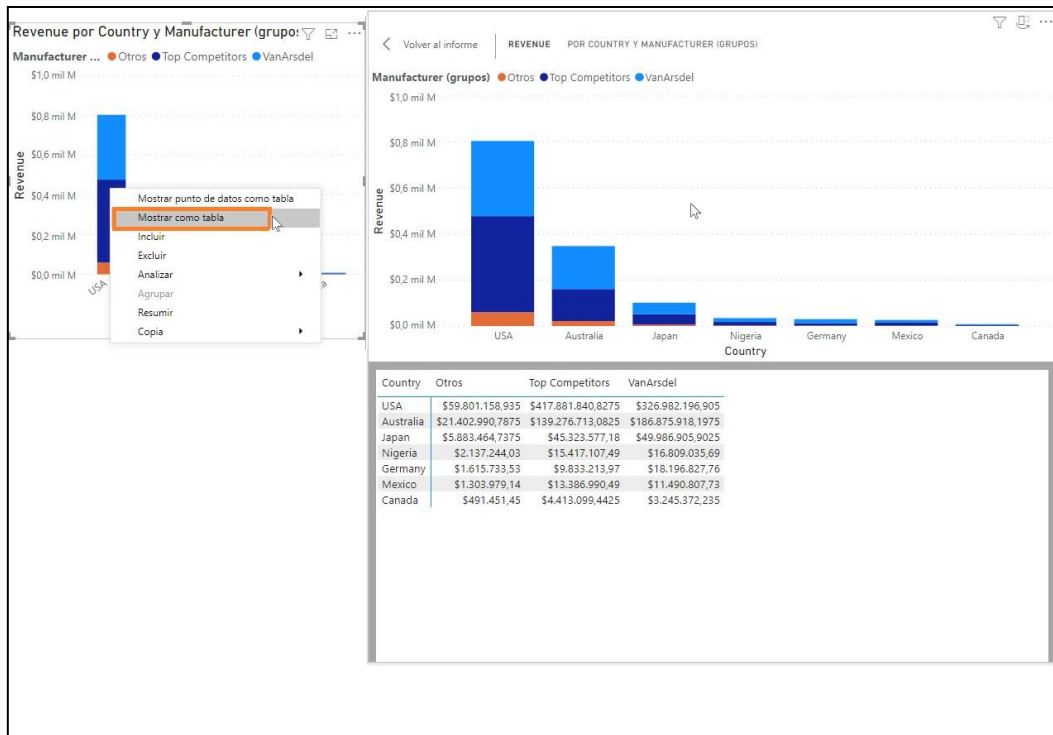 Revenue por Country y Manufacturer (grupos
Manufacturer ... Otros Top Competitors VanArsdel
$1,0 mil M
$0,8 mil M
$0,6 mil M
$0,4 mil M
$0,2 mil M
$0,0 mil M
Revenue
USA
a
Mostrar punto de datos como tabla
Mostrar como tabla
Incluir
Excluir
Analizar
Agrupar
Resumir
Copia
Volver al informe REVENUE POR COUNTRY Y MANUFACTURER (GRUPOS)
Manufacturer (grupos) Otros Top Competitors VanArsdel
$1,0 mil M
$0,8 mil M
$0,6 mil M
$0,4 mil M
$0,2 mil M
$0,0 mil M
Revenue
USA Australia Japan Nigeria Germany Mexico Canada
Country
Country Otros Top Competitors VanArsdel
USA $59.801.158,935 $417.881.840,8275 $326.982.196,905
Australia $21.402.990,7875 $139.276.713,0825 $186.875.918,1975
Japan $5.883.464,7375 $45.323.577,18 $49.986.905,9025
Nigeria $2.137.244,03 $15.417.107,49 $16.809.035,69
Germany $1.615.733,53 $9.833.213,97 $18.196.827,76
Mexico $1.303.979,14 $13.386.990,49 $11.490.807,73
Canada $491.451,45 $4.413.099,4425 $3.245.372,235